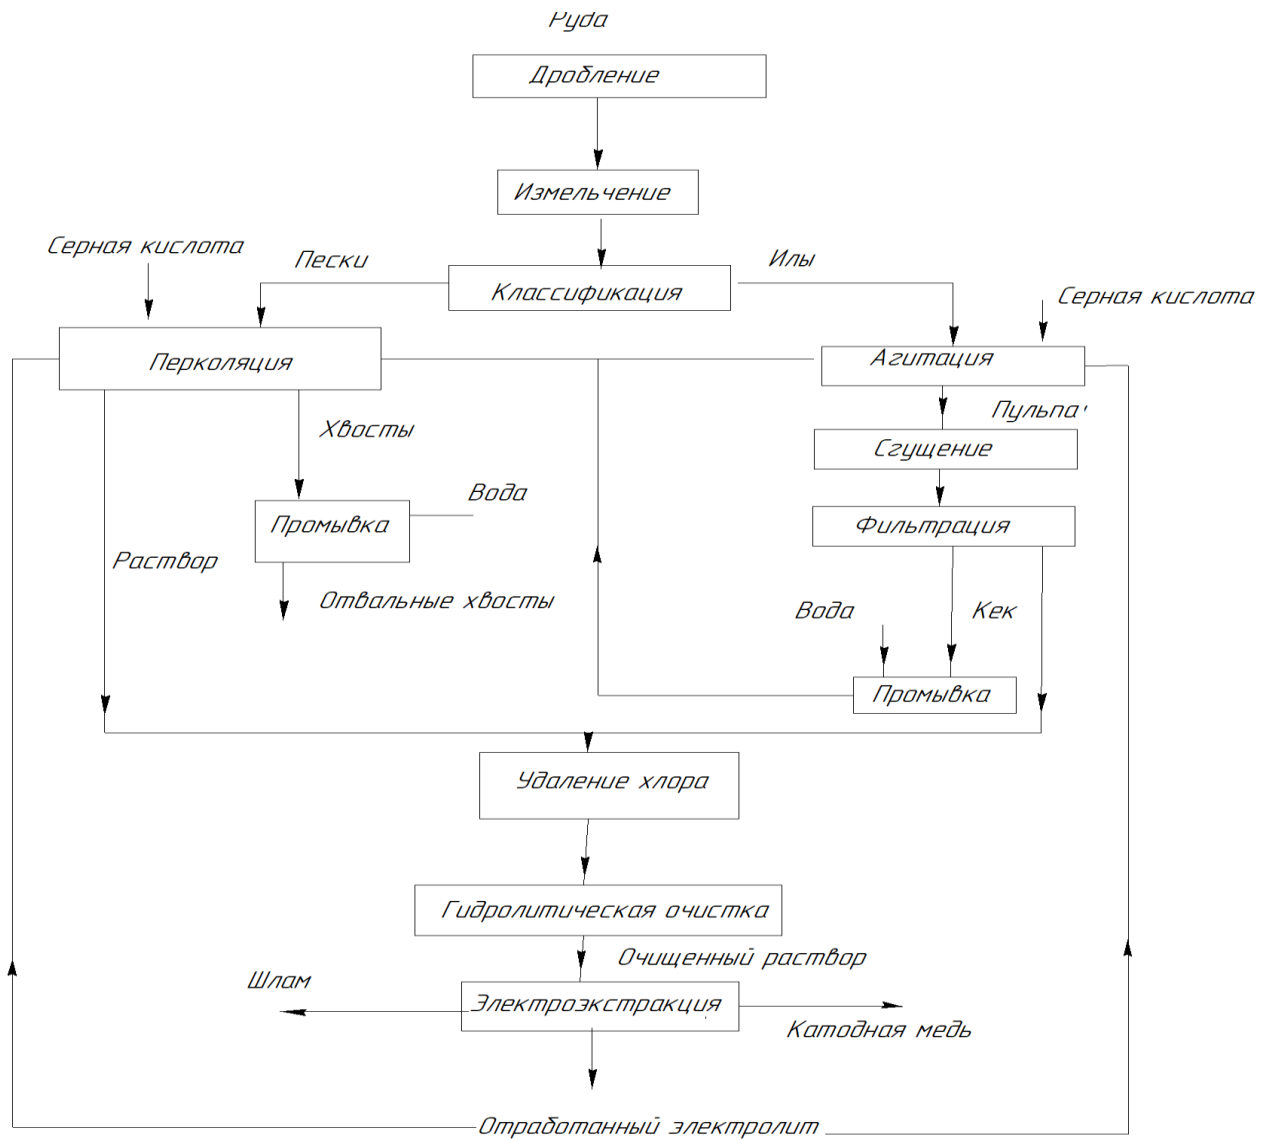 Руда
Дробление
Измельчение
Серная кислота
Пески
Илы
Классификация
Серная кислота
Перколяция
Агитация
Пульпа
Хвосты
Сгущение
Вода
Промывка
Фильтрация
Раствор
Отвальные хвосты
Вода
Кек
Промывка
Удаление хлора
Гидролитическая очистка
Очищенный раствор
Шлам
Электроэкстракция
Катодная медь
Отработанный электролит